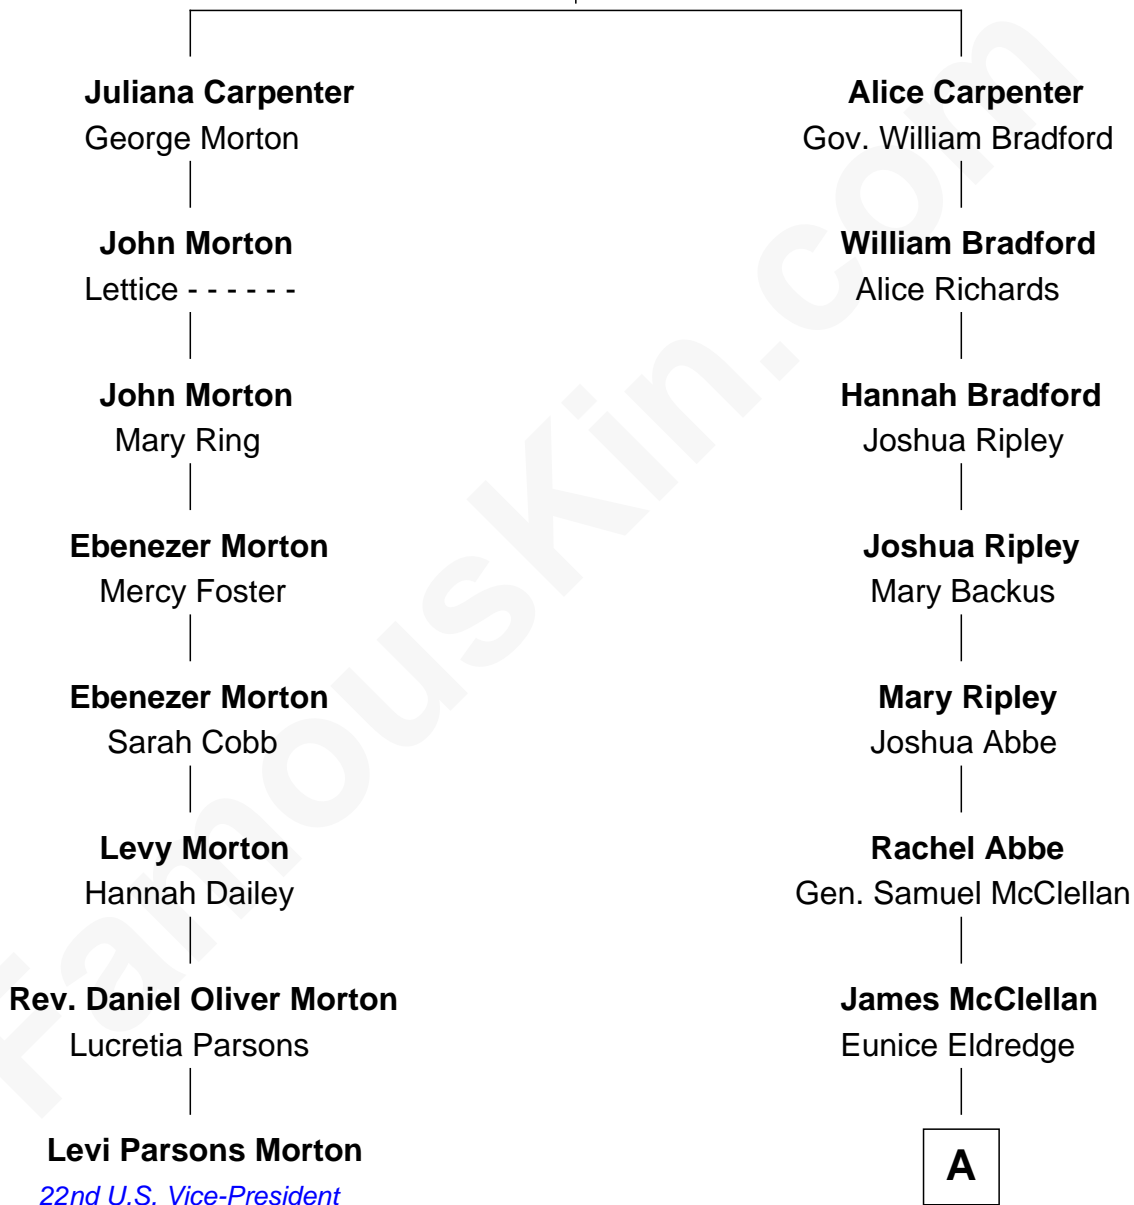 Juliana Carpenter
George Morton
Alice Carpenter
Gov. William Bradford
John Morton
Lettice - - - - - -
William Bradford
Alice Richards
John Morton
Mary Ring
Hannah Bradford
Joshua Ripley
Ebenezer Morton
Mercy Foster
Joshua Ripley
Mary Backus
Ebenezer Morton
Sarah Cobb
Mary Ripley
Joshua Abbe
Levy Morton
Hannah Dailey
Rachel Abbe
Gen. Samuel McClellan
Rev. Daniel Oliver Morton
Lucretia Parsons
James McClellan
Eunice Eldredge
Levi Parsons Morton
22nd U.S. Vice-President
A
FamousKin.com